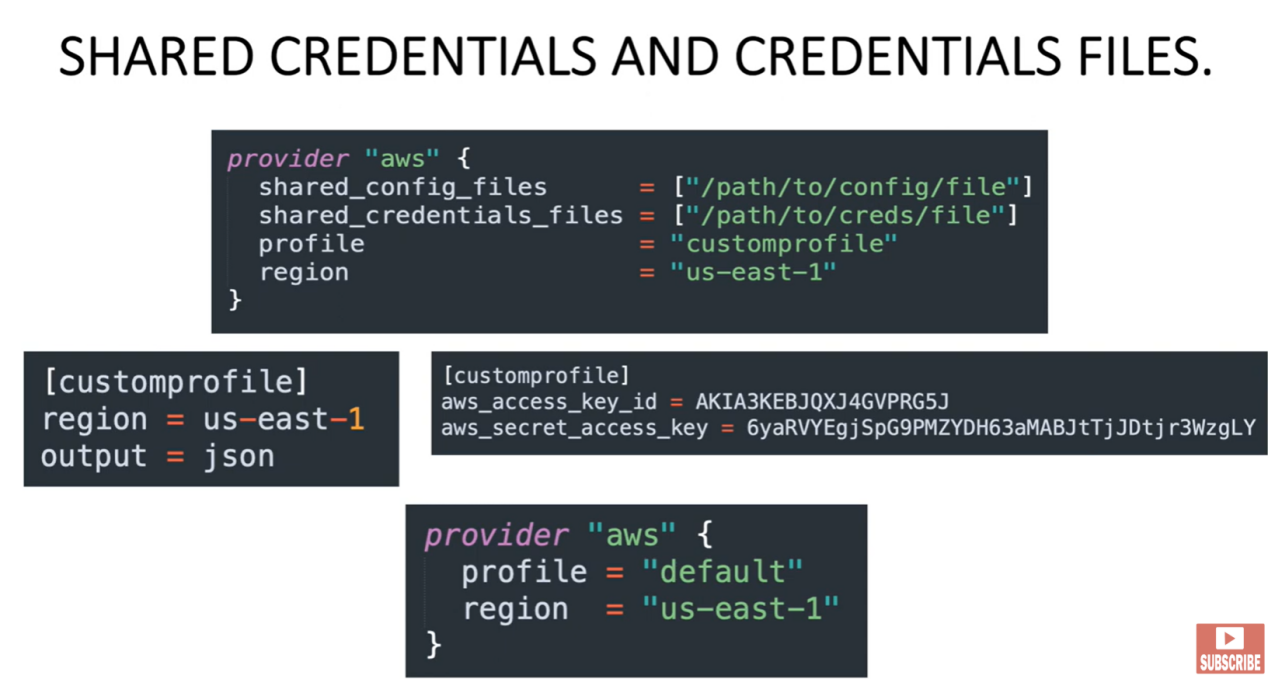 SHARED CREDENTIALS AND CREDENTIALS FILES.
provider "aws" {
shared_config_files = ["/path/to/config/file"]
shared_credentials_files = ["/path/to/creds/file"]
profile = "customprofile"
region = "us-east-1"
}
[customprofile]
region = us-east-1
output = json
[customprofile]
aws_access_key_id = AKIA3KEBJQXJ4GVPRG5J
aws_secret_access_key = 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
provider "aws" {
profile = "default"
region = "us-east-1"
}
SUBSCRIBE